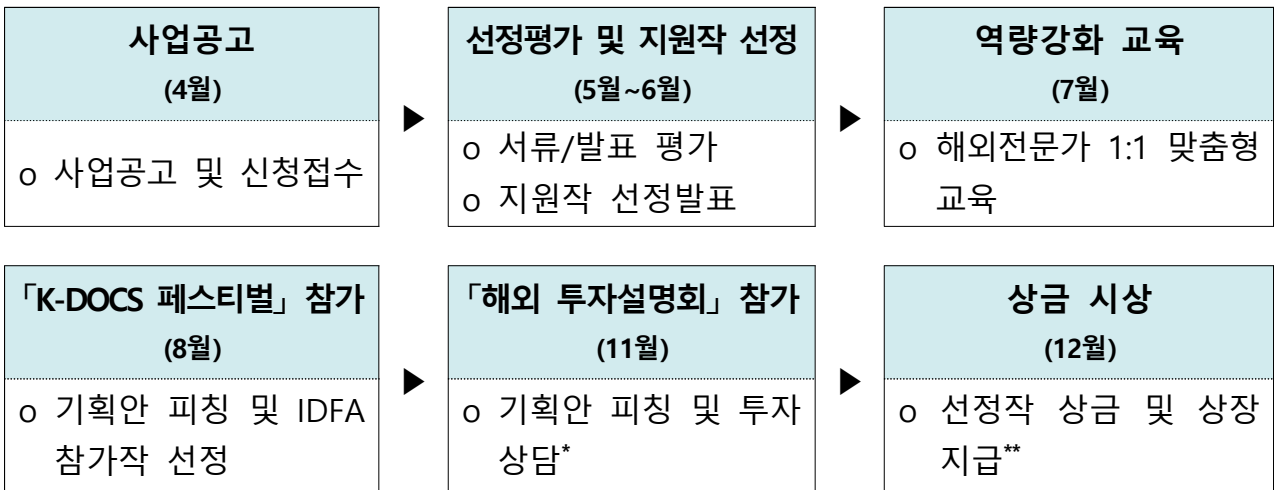 사업공고
(4월)
o 사업공고 및 신청접수
▶
선정평가 및 지원작 선정
(5월~6월)
o 서류/발표 평가
o 지원작 선정발표
▶
역량강화 교육
(7월)
o 해외전문가 1:1 맞춤형
교육
「K-DOCS 페스티벌」 참가
(8월)
o 기획안 피칭 및 IDFA
참가작 선정
▶
「해외 투자설명회」 참가
(11월)
o 기획안 피칭 및 투자
상담*
▶
상금 시상
(12월)
o 선정작 상금 및 상장
지급**